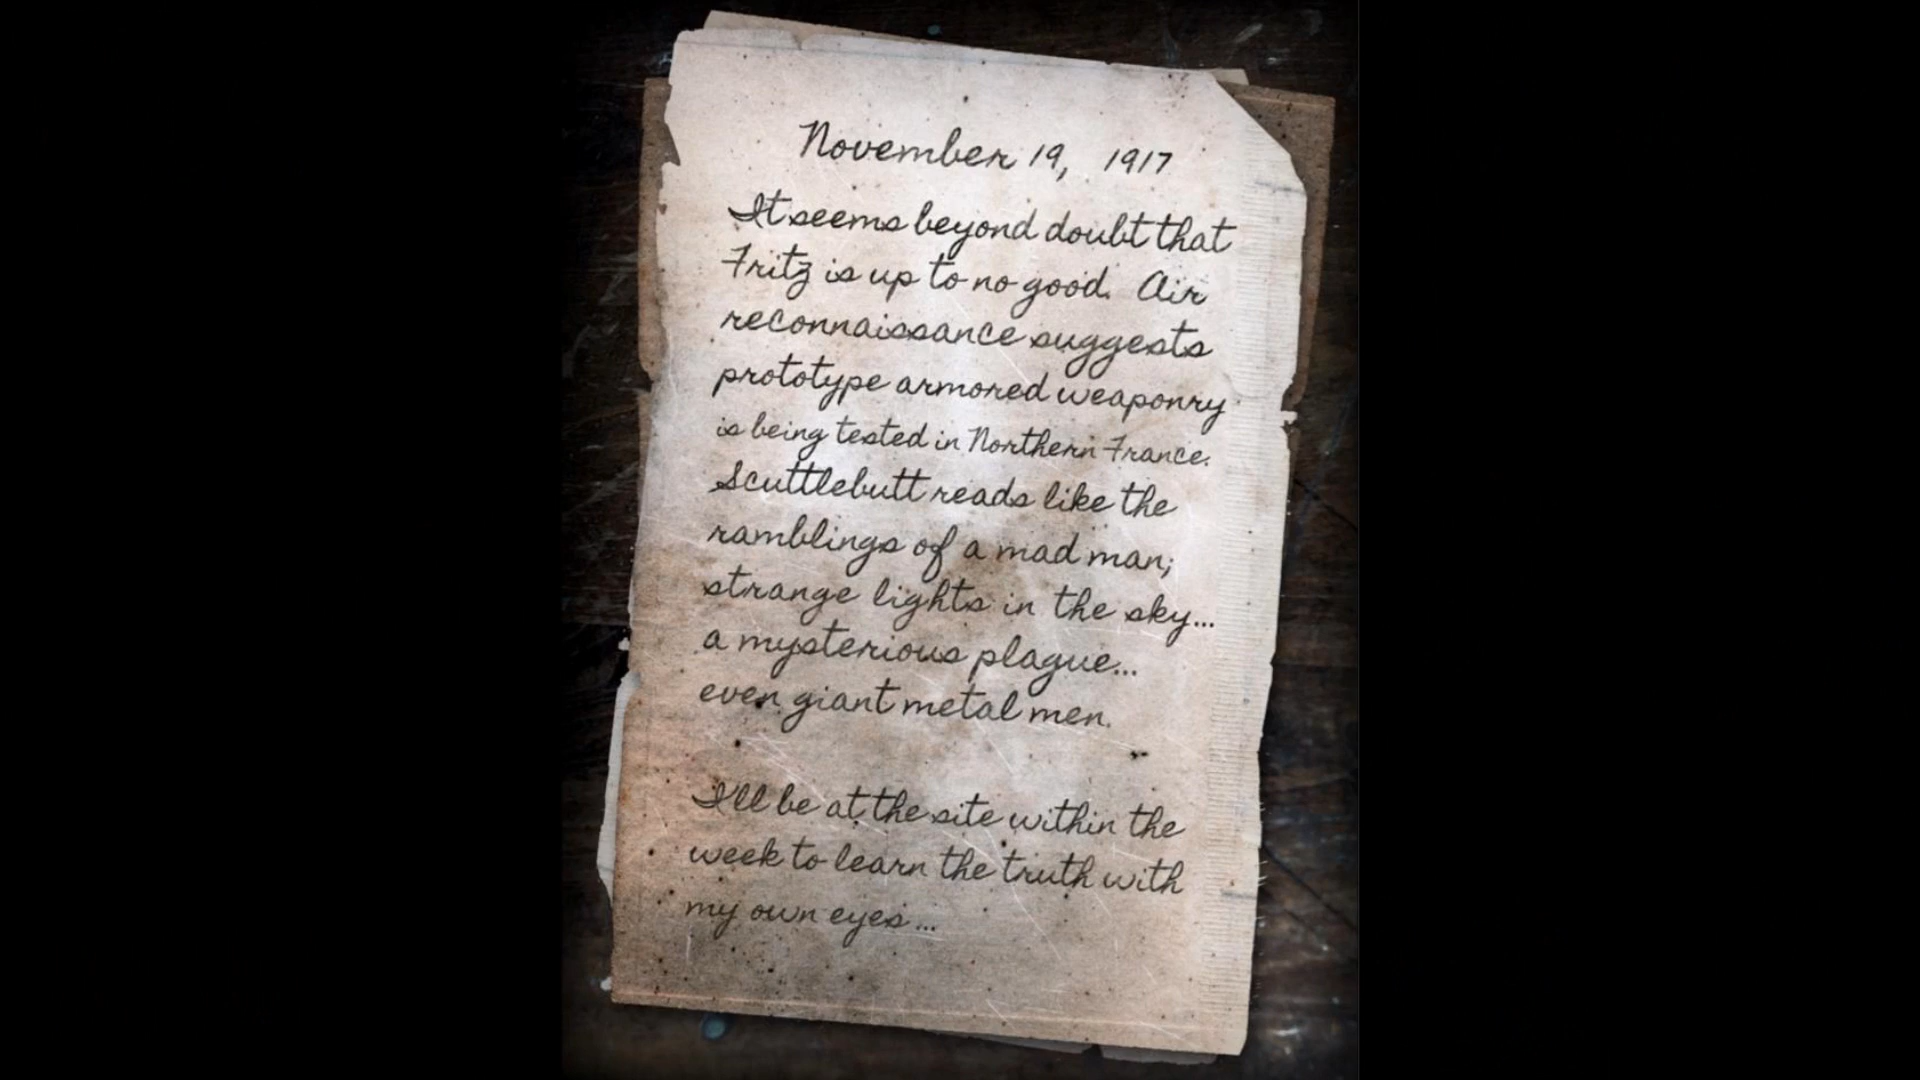 November 19, 1917
It seems beyond doubt that
Fritz is up to no good. Air
reconnaissance suggests
prototype armored weaponry
is being tested in Northern France.
Scuttlebutt reads like the
ramblings of a mad man;
strange lights in the sky...
a mysterious plague...
even giant metal men.
I'll be at the site within the
week to learn the truth with
my own eyes...